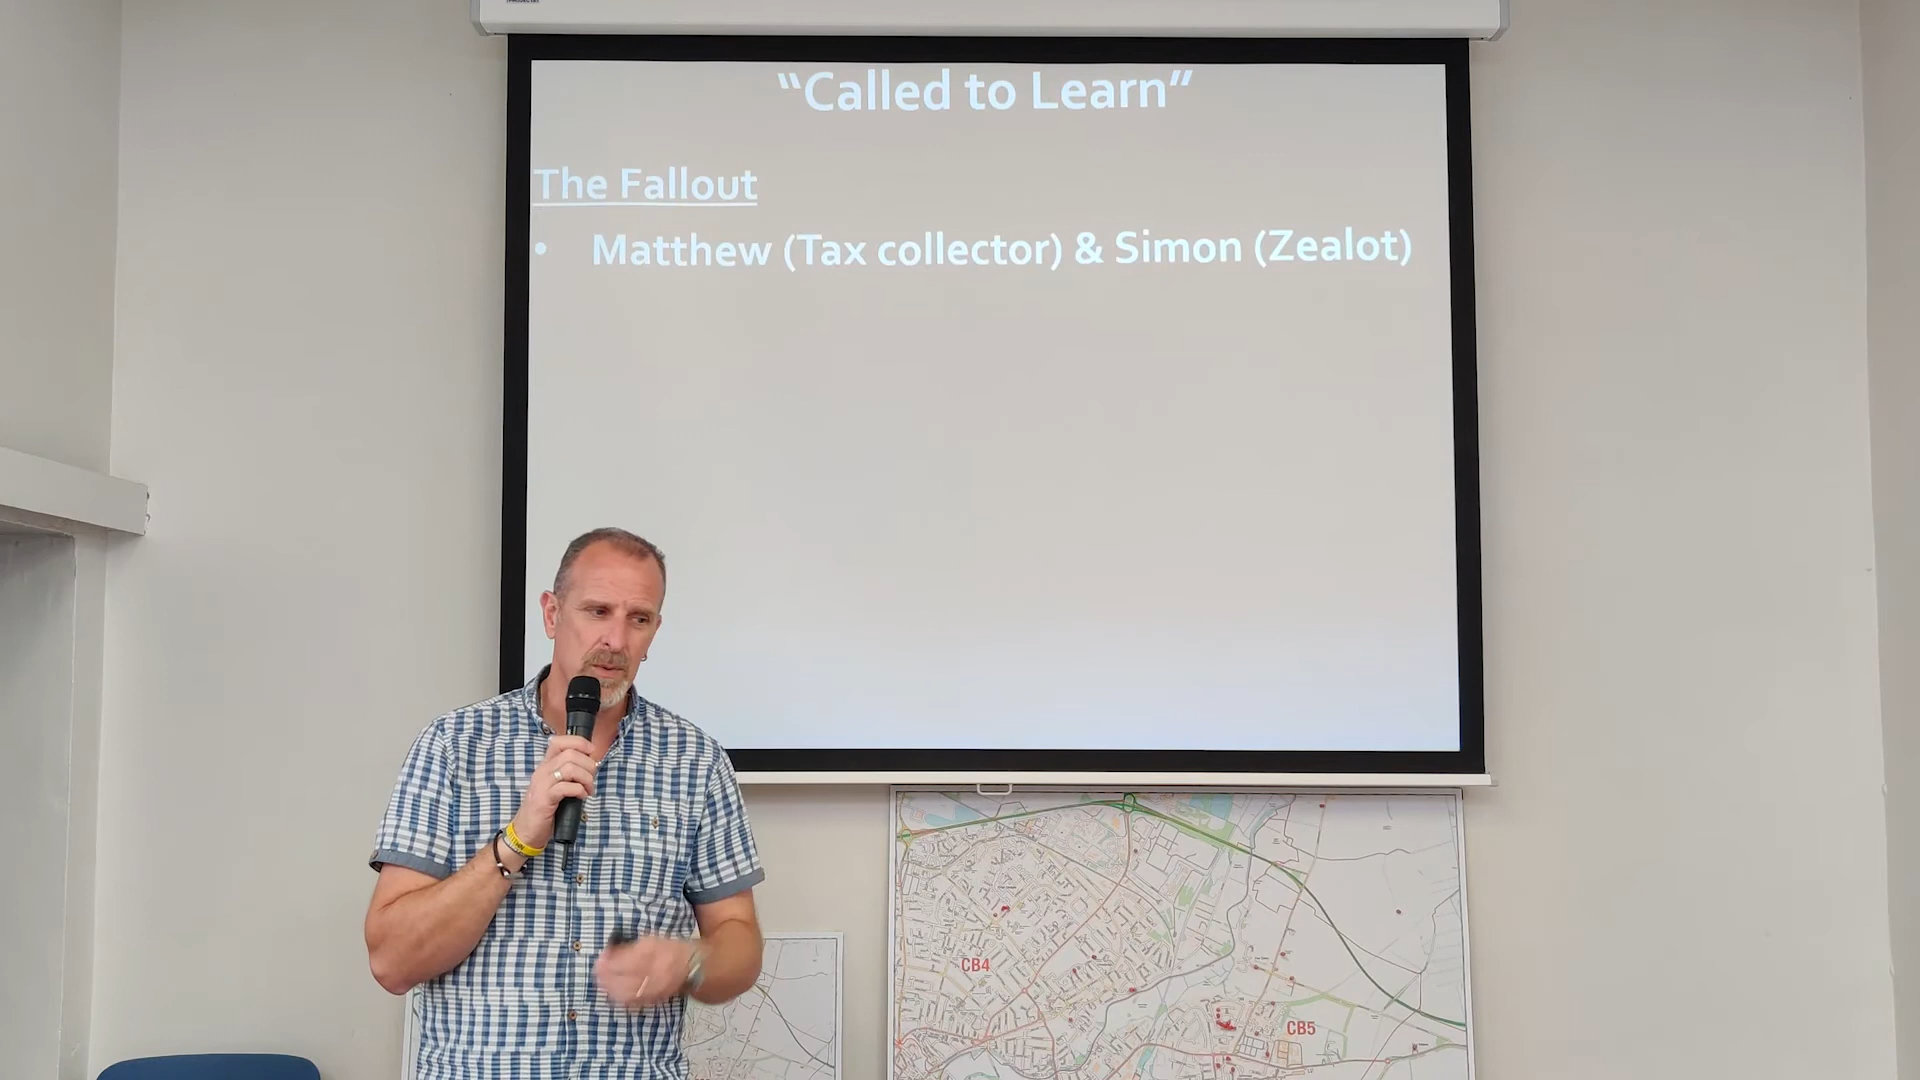 “Called to Learn”
The Fallout
• Matthew (Tax collector) & Simon (Zealot)
CB4
CB5